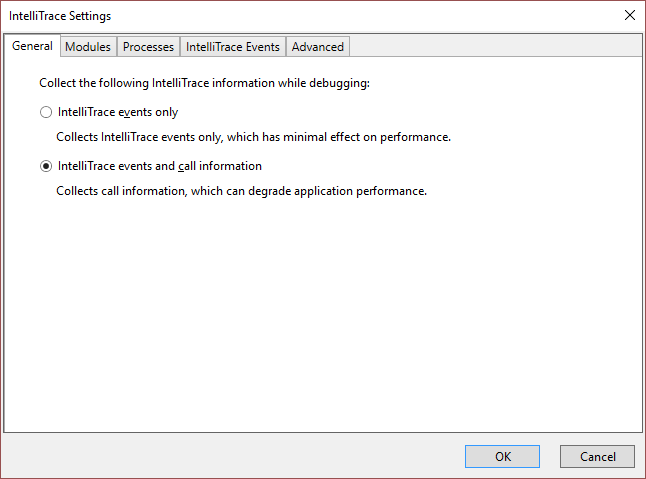 IntelliTrace Settings
General Modules Processes IntelliTrace Events Advanced
Collect the following IntelliTrace information while debugging:
IntelliTrace events only
Collects IntelliTrace events only, which has minimal effect on performance.
IntelliTrace events and call information
Collects call information, which can degrade application performance.
OK Cancel